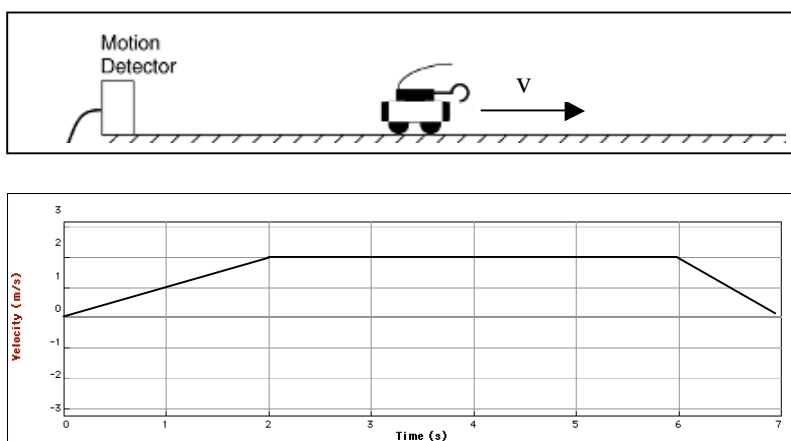 Motion
Detector
v
3
2
1
0
-1
-2
-3
Velocity (m/s)
0 1 2 3 4 5 6 7
Time (s)